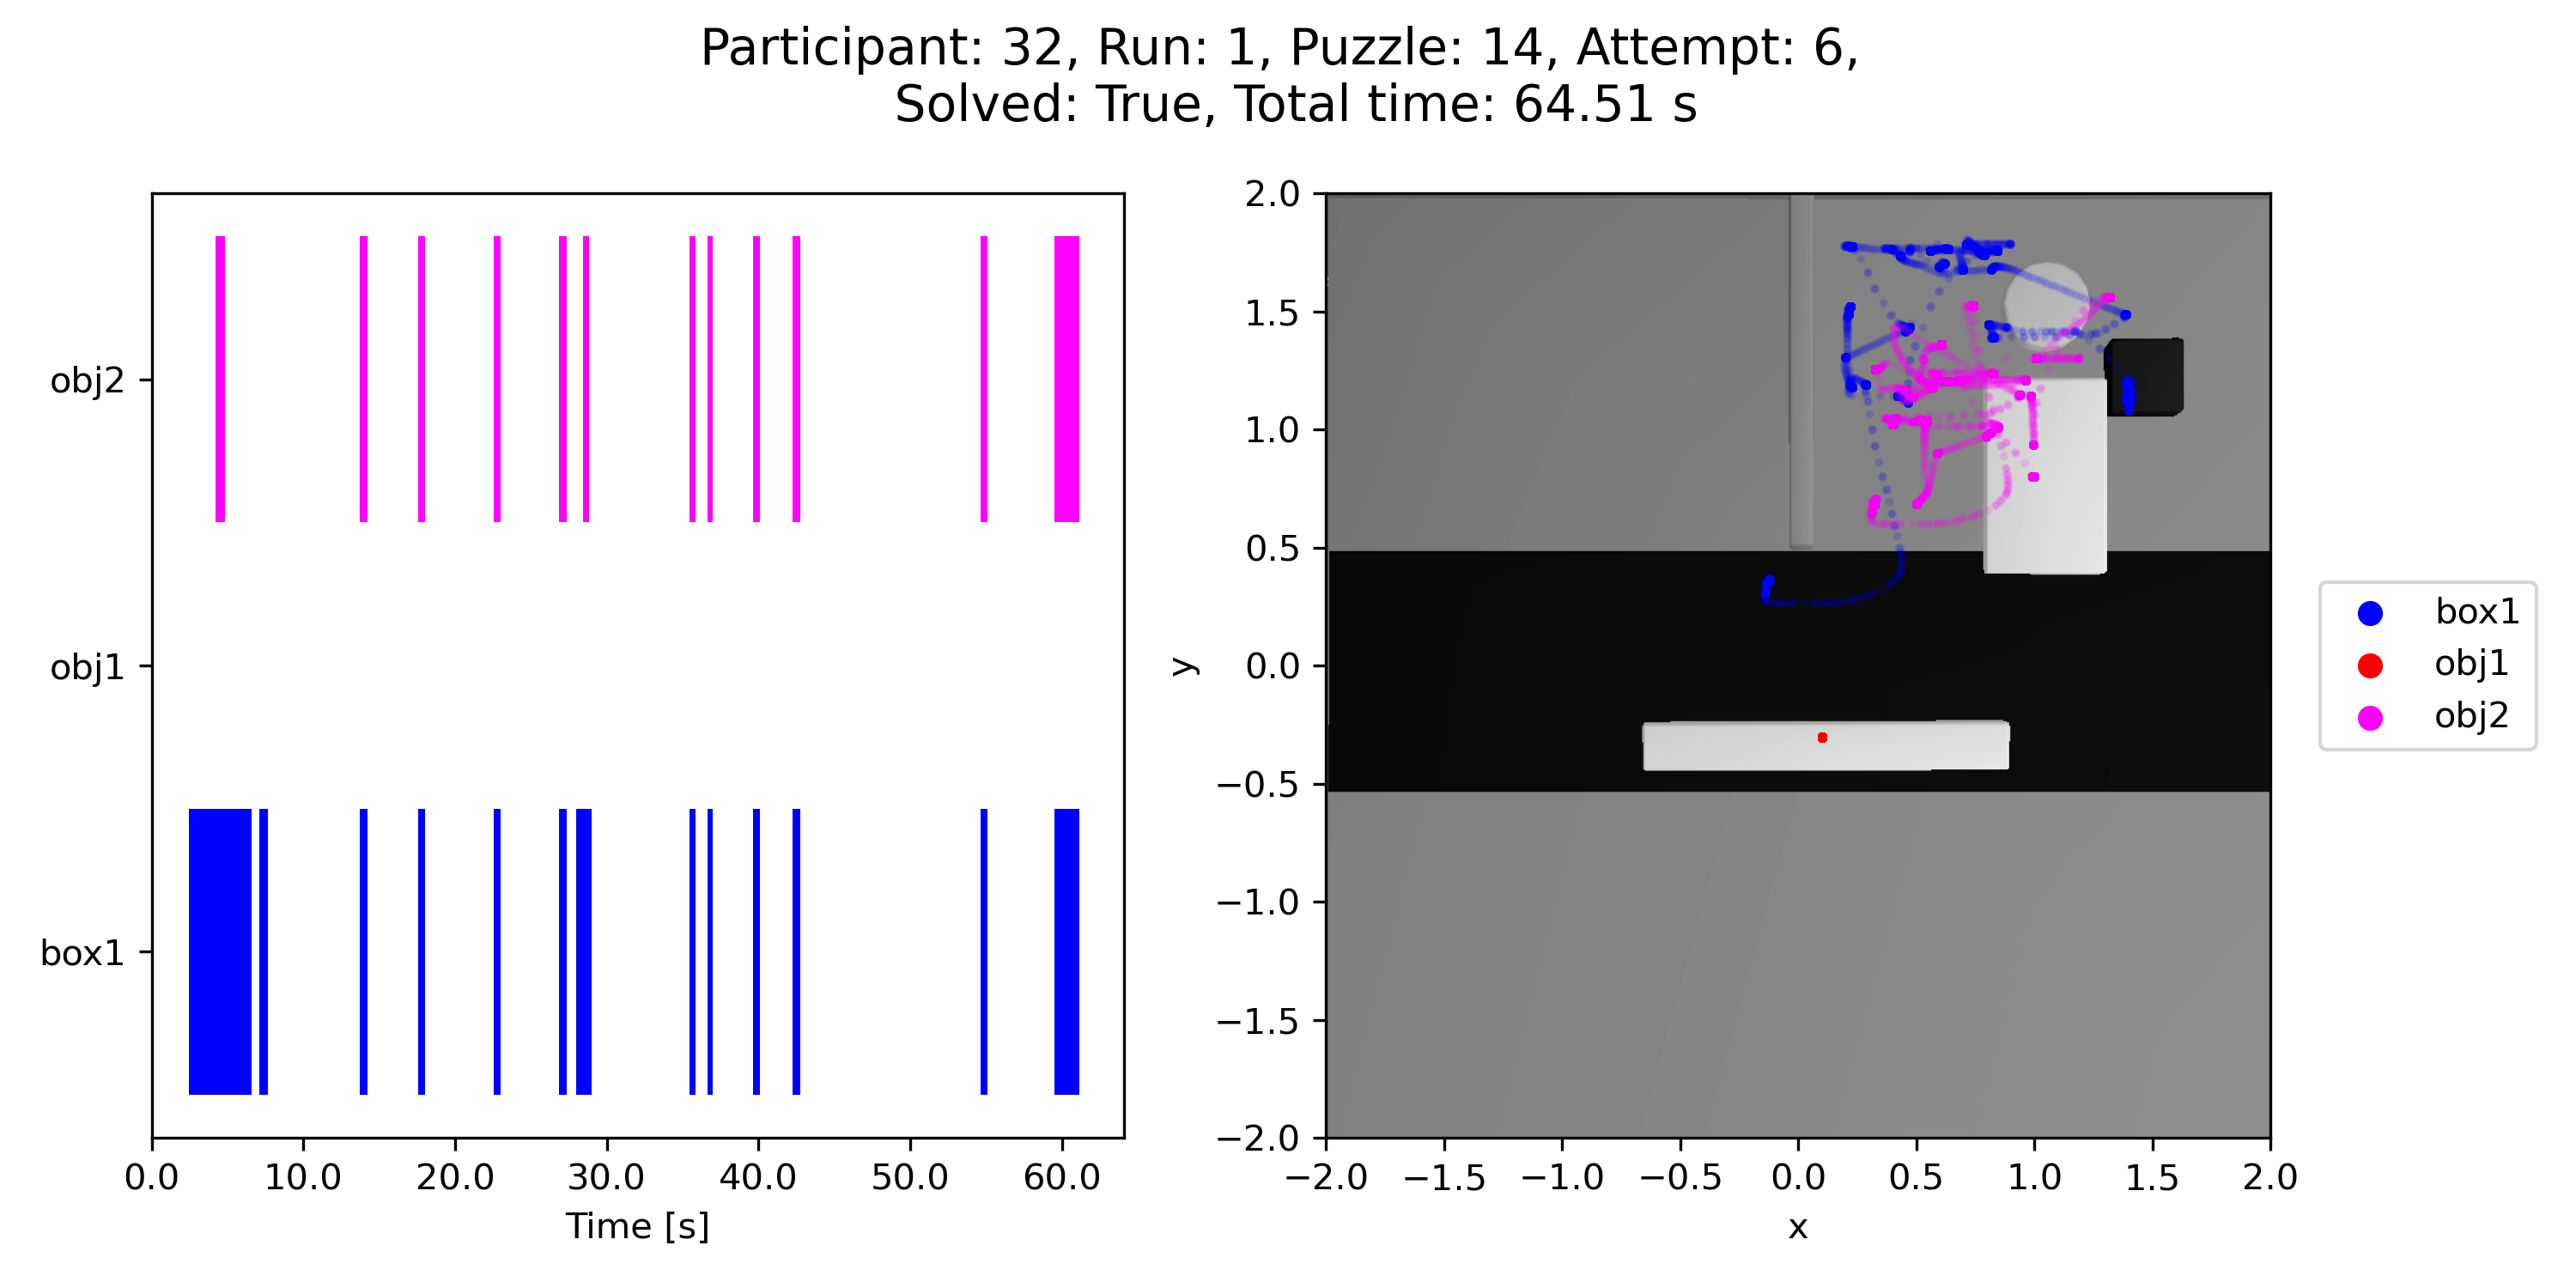 Participant: 32, Run: 1, Puzzle: 14, Attempt: 6,
Solved: True, Total time: 64.51 s
obj2
obj1
box1
0.0 10.0 20.0 30.0 40.0 50.0 60.0
Time [s]
2.0
1.5
1.0
0.5
0.0
−0.5
−1.0
−1.5
−2.0
y
−2.0 −1.5 −1.0 −0.5 0.0 0.5 1.0 1.5 2.0
x
box1
obj1
obj2